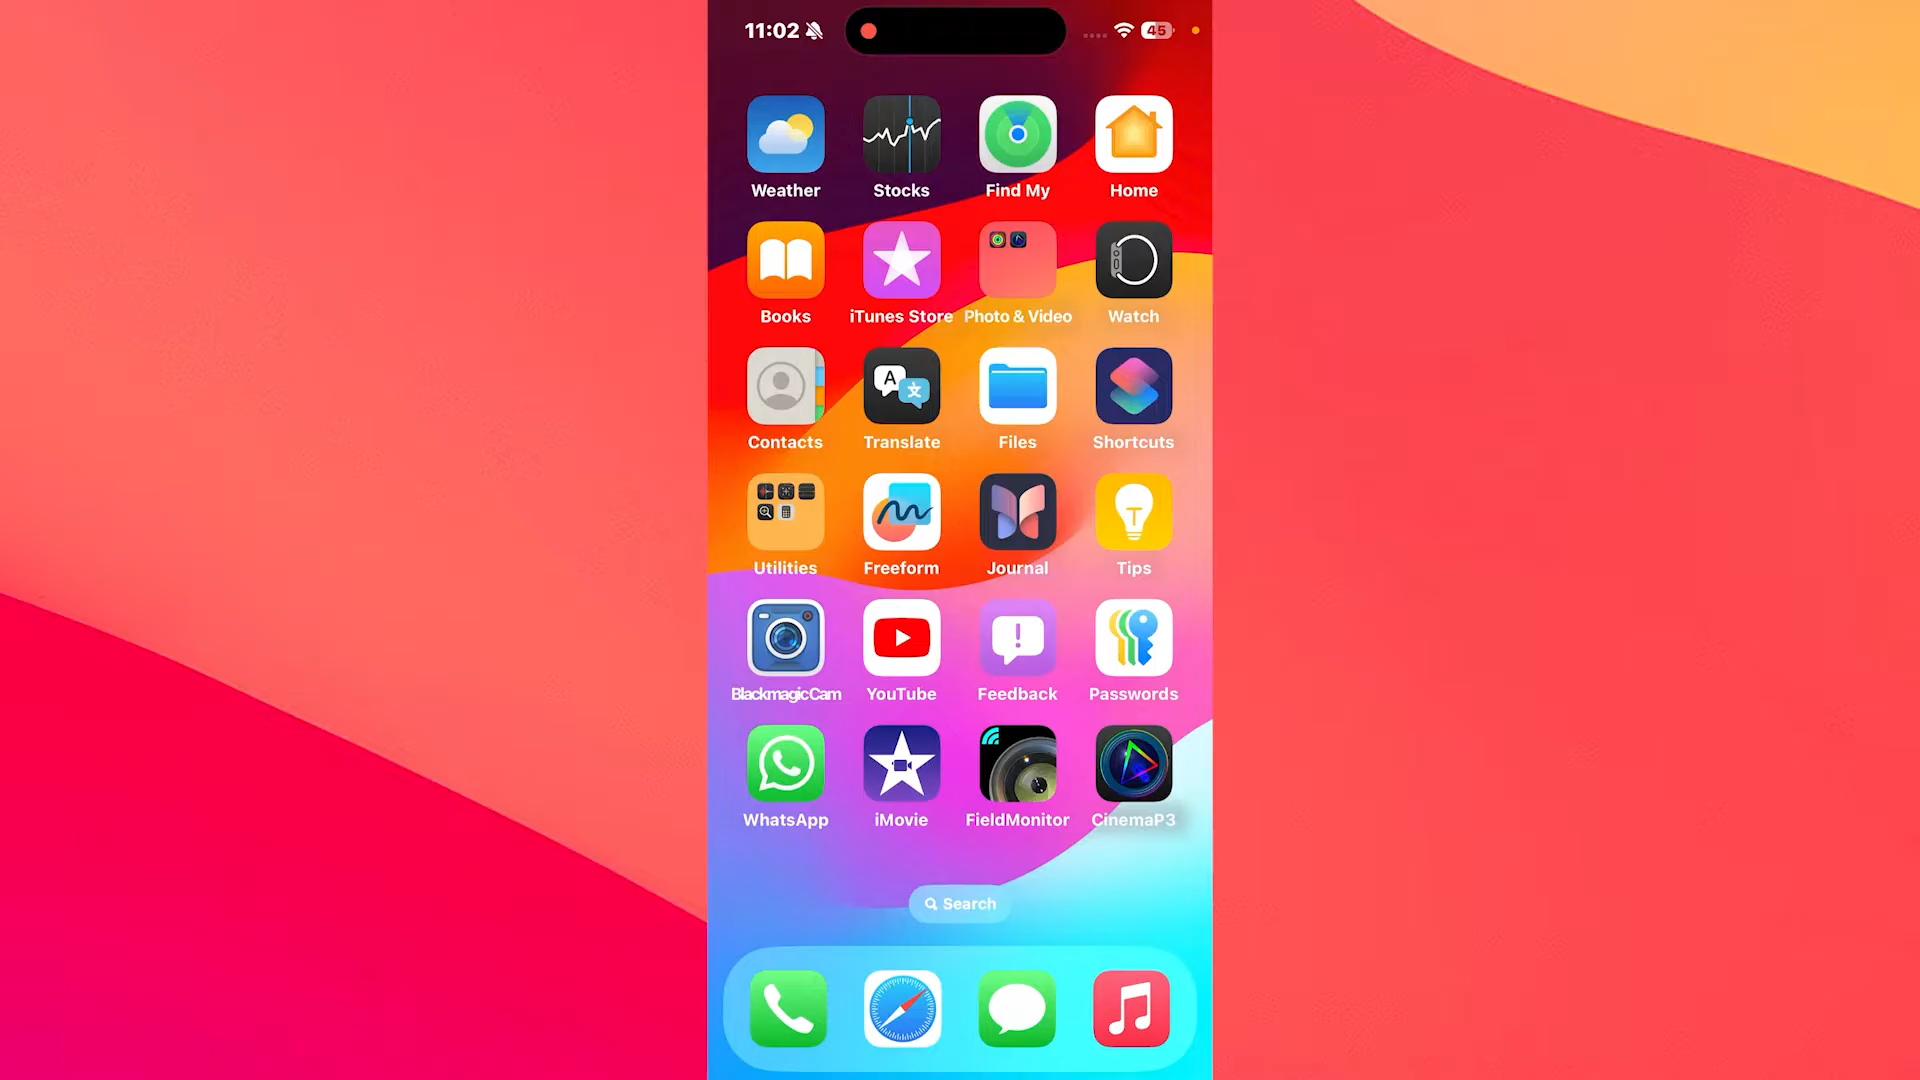 11:02 45
Weather Stocks Find My Home
Books iTunes Store Photo & Video Watch
A 文
Contacts Translate Files Shortcuts
T
Utilities Freeform Journal Tips
!
BlackmagicCam YouTube Feedback Passwords
WhatsApp iMovie FieldMonitor CinemaP3
Search